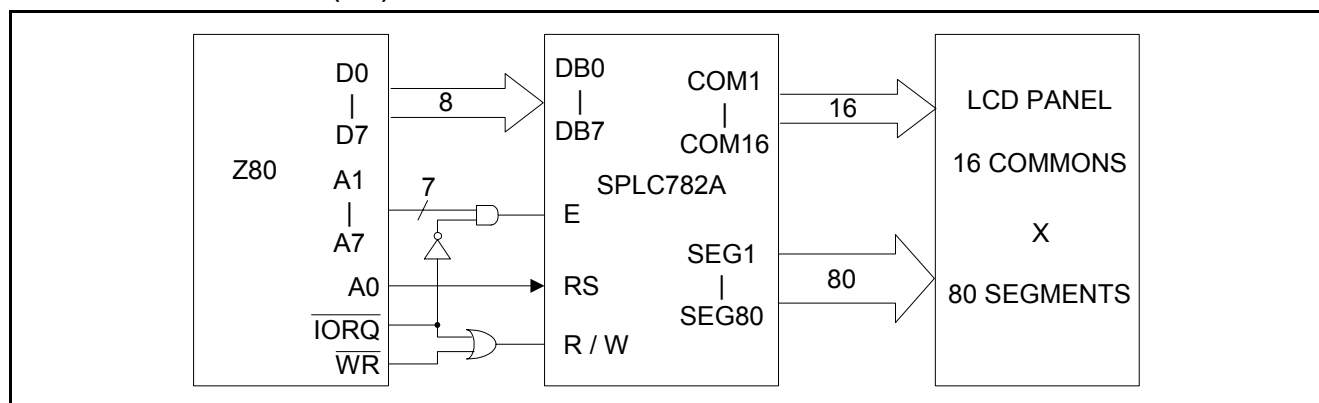 Z80
D0
|
D7
A1
|
A7
A0
IORQ
WR
8
7
DB0
|
DB7
E
RS
R / W
SPLC782A
COM1
|
COM16
SEG1
|
SEG80
16
80
LCD PANEL
16 COMMONS
X
80 SEGMENTS